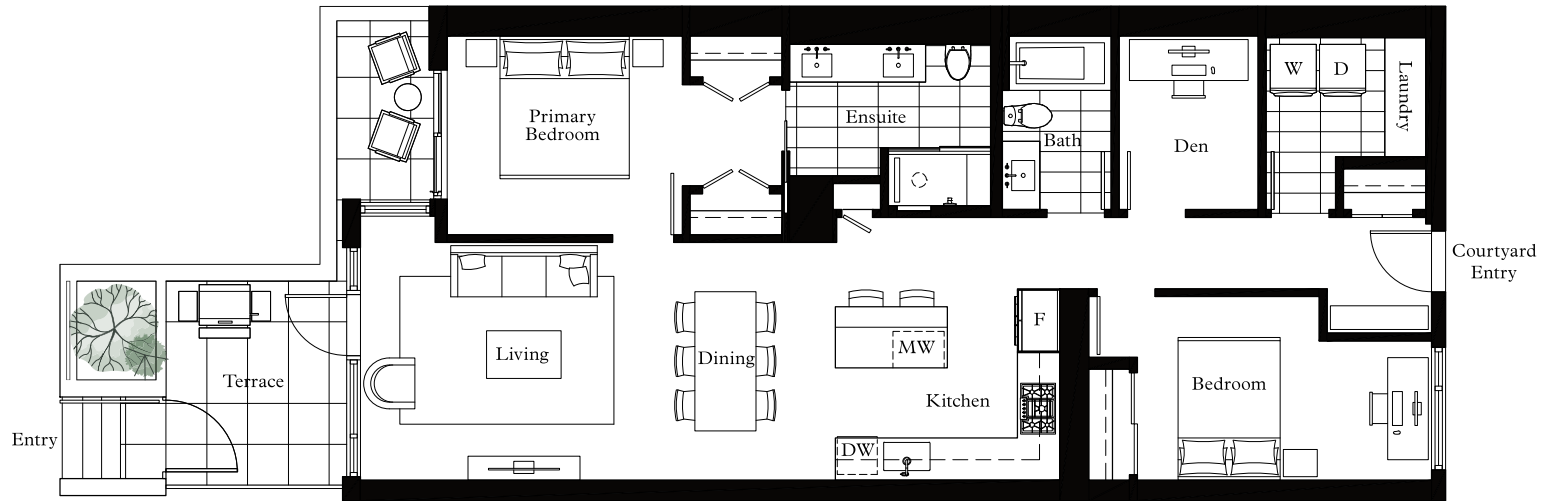 Primary
Bedroom
Ensuite
Bath
Den
W
D
Laundry
Courtyard
Entry
Living
Dining
MW
F
Kitchen
DW
Bedroom
Terrace
Entry